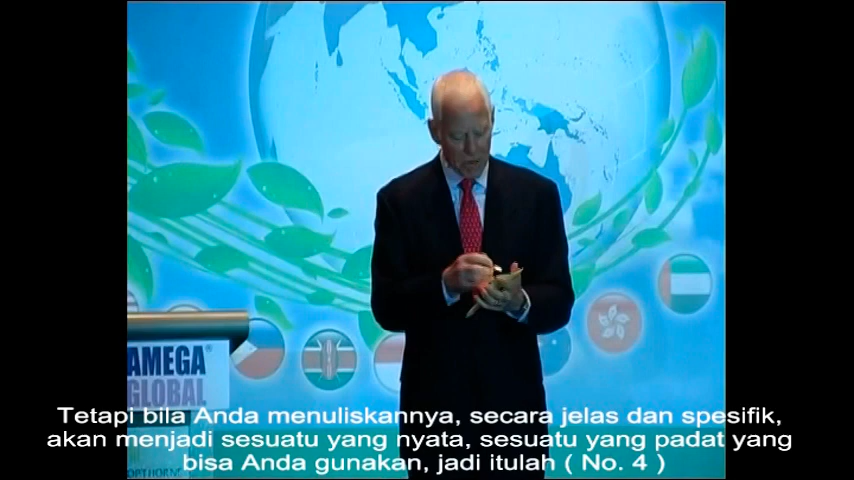 AMEGA®
GLOBAL
Tetapi bila Anda menuliskannya, secara jelas dan spesifik,
akan menjadi sesuatu yang nyata, sesuatu yang padat yang
bisa Anda gunakan, jadi itulah ( No. 4 )